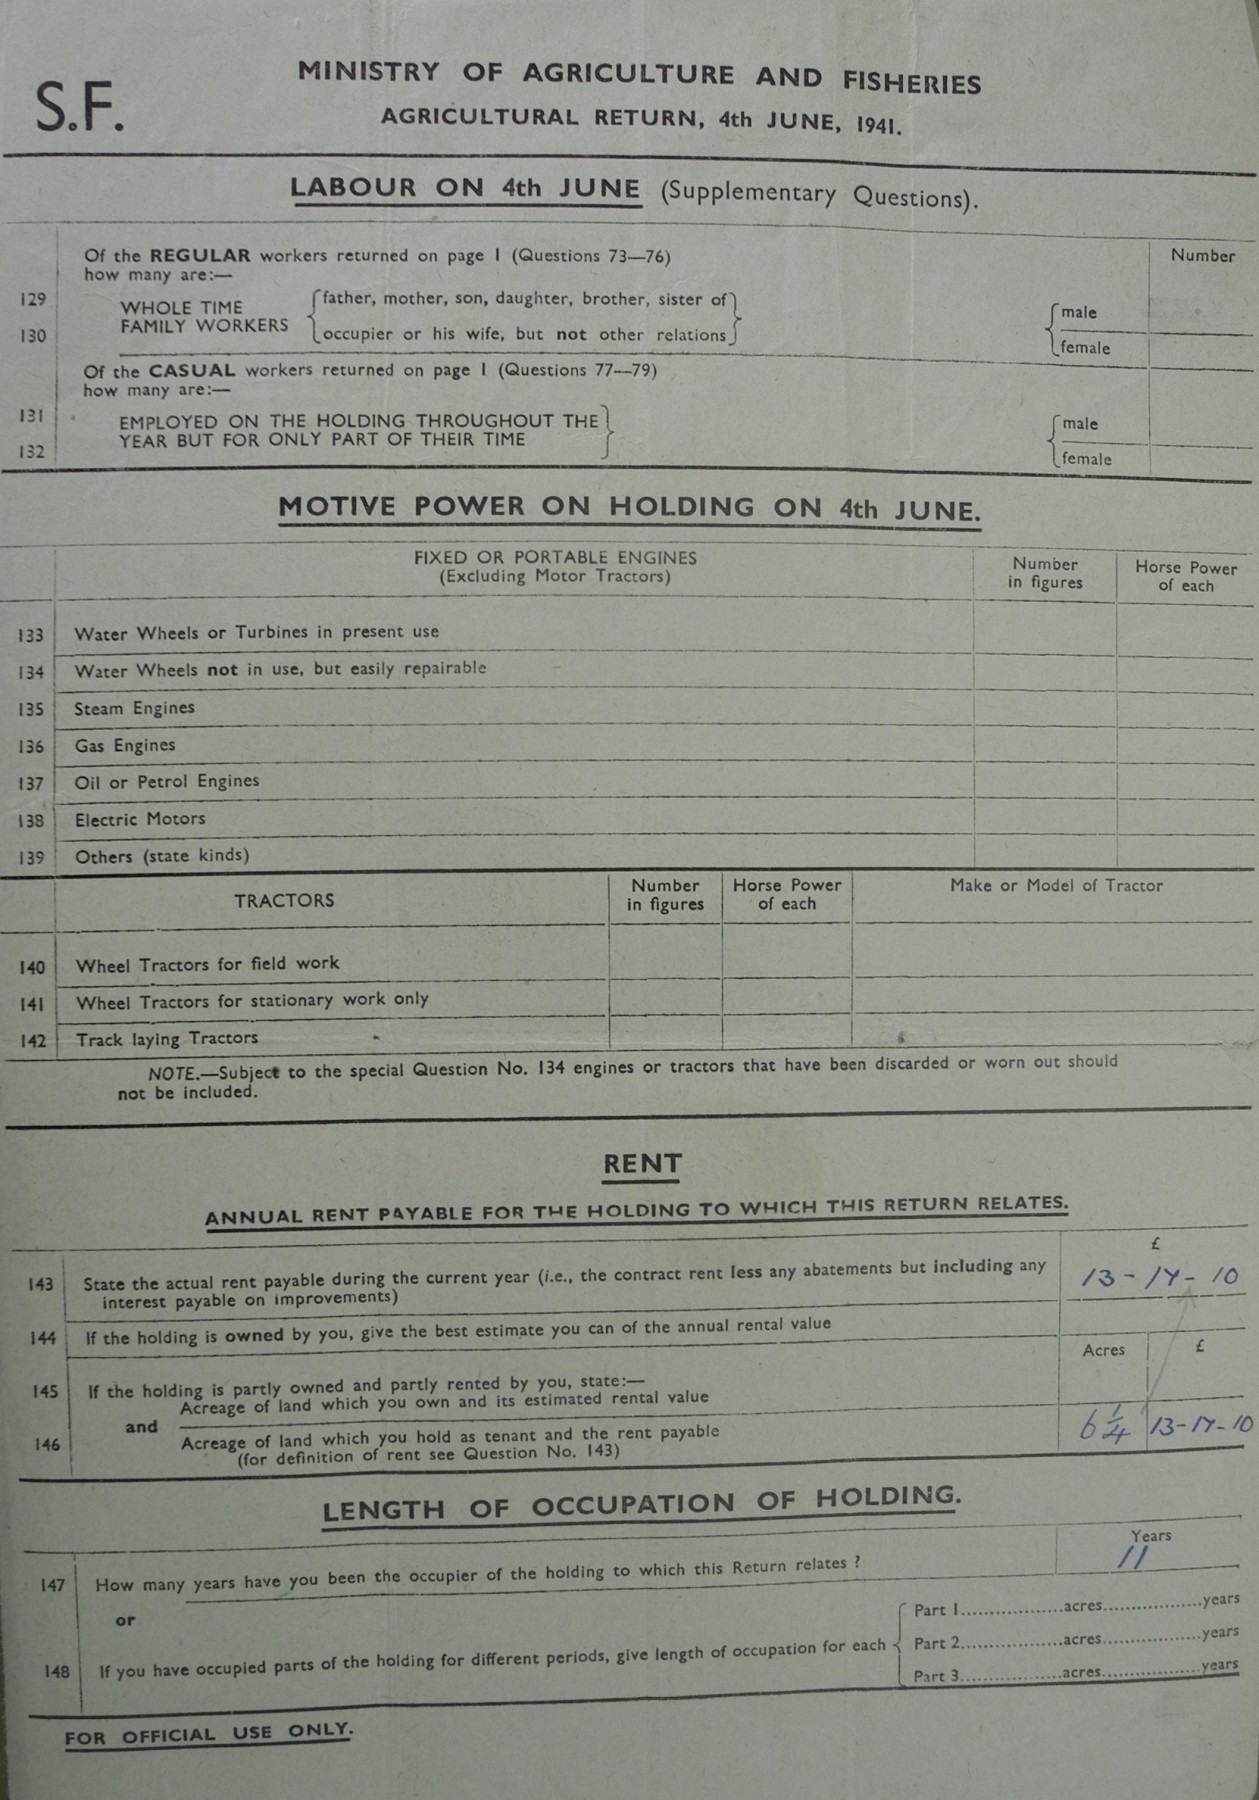 S.F.
MINISTRY OF AGRICULTURE AND FISHERIES
AGRICULTURAL RETURN, 4th JUNE, 1941.
LABOUR ON 4th JUNE (Supplementary Questions).
Of the REGULAR workers returned on page 1 (Questions 73—76) Number
how many are:—
129 WHOLE TIME father, mother, son, daughter, brother, sister of male
130 FAMILY WORKERS occupier or his wife, but not other relations female
Of the CASUAL workers returned on page 1 (Questions 77—79)
how many are:—
131 EMPLOYED ON THE HOLDING THROUGHOUT THE male
132 YEAR BUT FOR ONLY PART OF THEIR TIME female
MOTIVE POWER ON HOLDING ON 4th JUNE.
FIXED OR PORTABLE ENGINES Number Horse Power
(Excluding Motor Tractors) in figures of each
133 Water Wheels or Turbines in present use
134 Water Wheels not in use, but easily repairable
135 Steam Engines
136 Gas Engines
137 Oil or Petrol Engines
138 Electric Motors
139 Others (state kinds)
TRACTORS Number Horse Power Make or Model of Tractor
in figures of each
140 Wheel Tractors for field work
141 Wheel Tractors for stationary work only
142 Track laying Tractors
NOTE.—Subject to the special Question No. 134 engines or tractors that have been discarded or worn out should
not be included.
RENT
ANNUAL RENT PAYABLE FOR THE HOLDING TO WHICH THIS RETURN RELATES.
£
143 State the actual rent payable during the current year (i.e., the contract rent less any abatements but including any 13 - 14 - 10
interest payable on improvements)
144 If the holding is owned by you, give the best estimate you can of the annual rental value
Acres £
145 If the holding is partly owned and partly rented by you, state:—
Acreage of land which you own and its estimated rental value
and
146 Acreage of land which you hold as tenant and the rent payable 6 1/4 13-14-10
(for definition of rent see Question No. 143)
LENGTH OF OCCUPATION OF HOLDING.
Years
147 How many years have you been the occupier of the holding to which this Return relates ? 11
or
Part 1..................acres..................years
148 If you have occupied parts of the holding for different periods, give length of occupation for each Part 2..................acres..................years
Part 3..................acres..................years
FOR OFFICIAL USE ONLY.